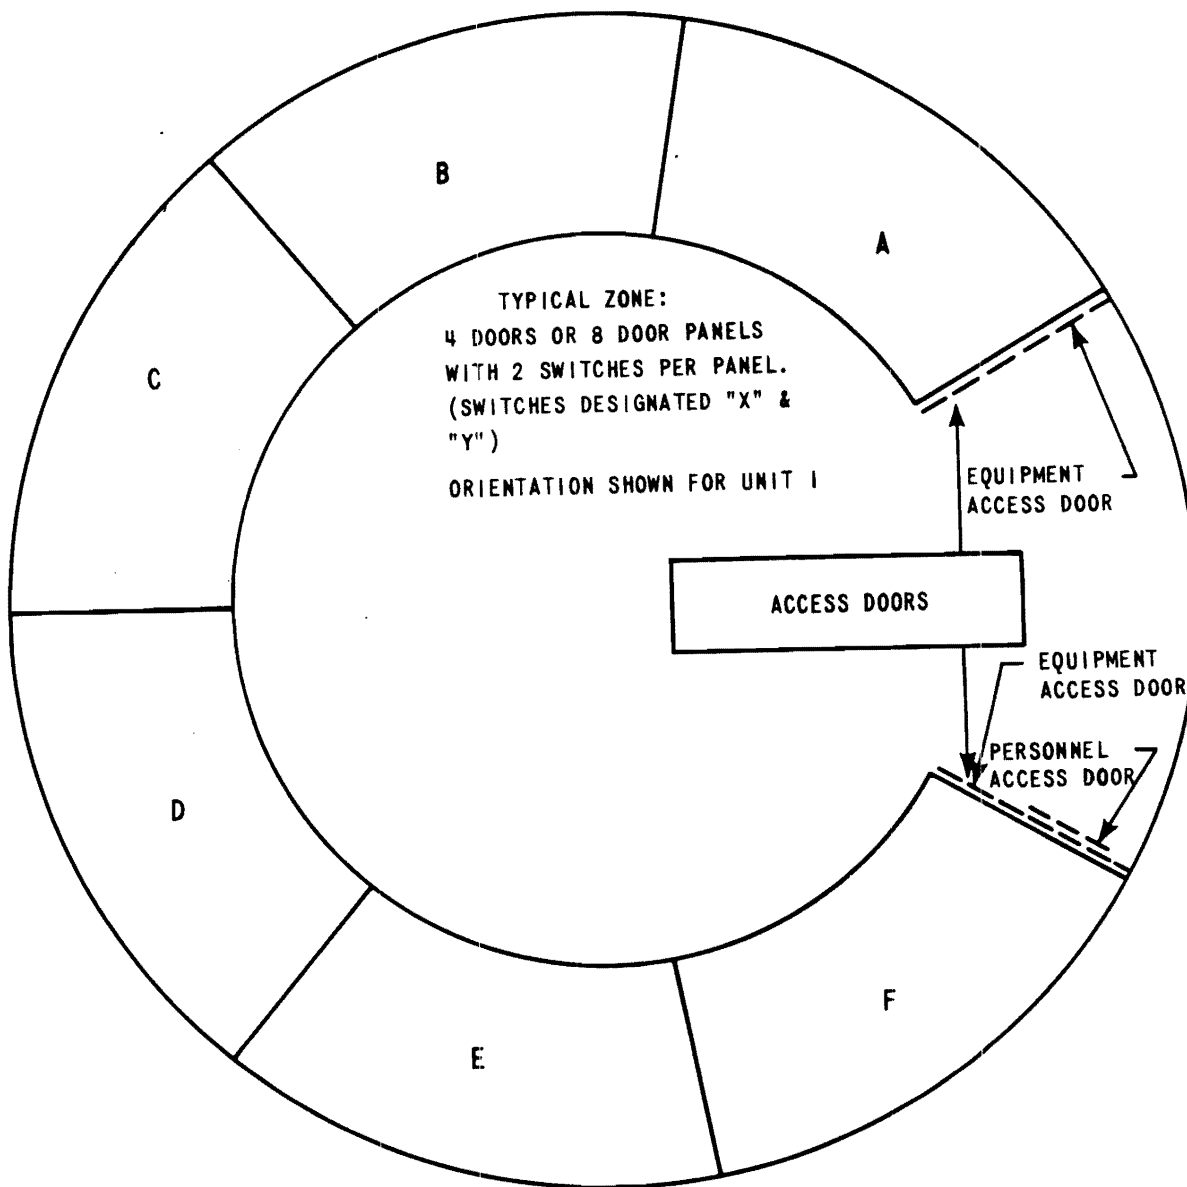 B
A
C
TYPICAL ZONE:
4 DOORS OR 8 DOOR PANELS
WITH 2 SWITCHES PER PANEL.
(SWITCHES DESIGNATED "X" &
"Y")
ORIENTATION SHOWN FOR UNIT 1
EQUIPMENT
ACCESS DOOR
ACCESS DOORS
EQUIPMENT
ACCESS DOOR
PERSONNEL
ACCESS DOOR
D
E
F